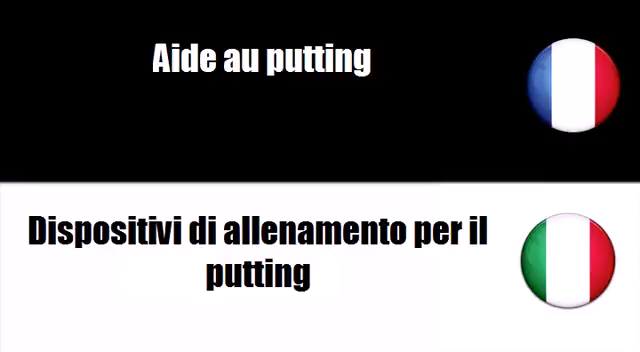 Aide au putting
Dispositivi di allenamento per il
putting